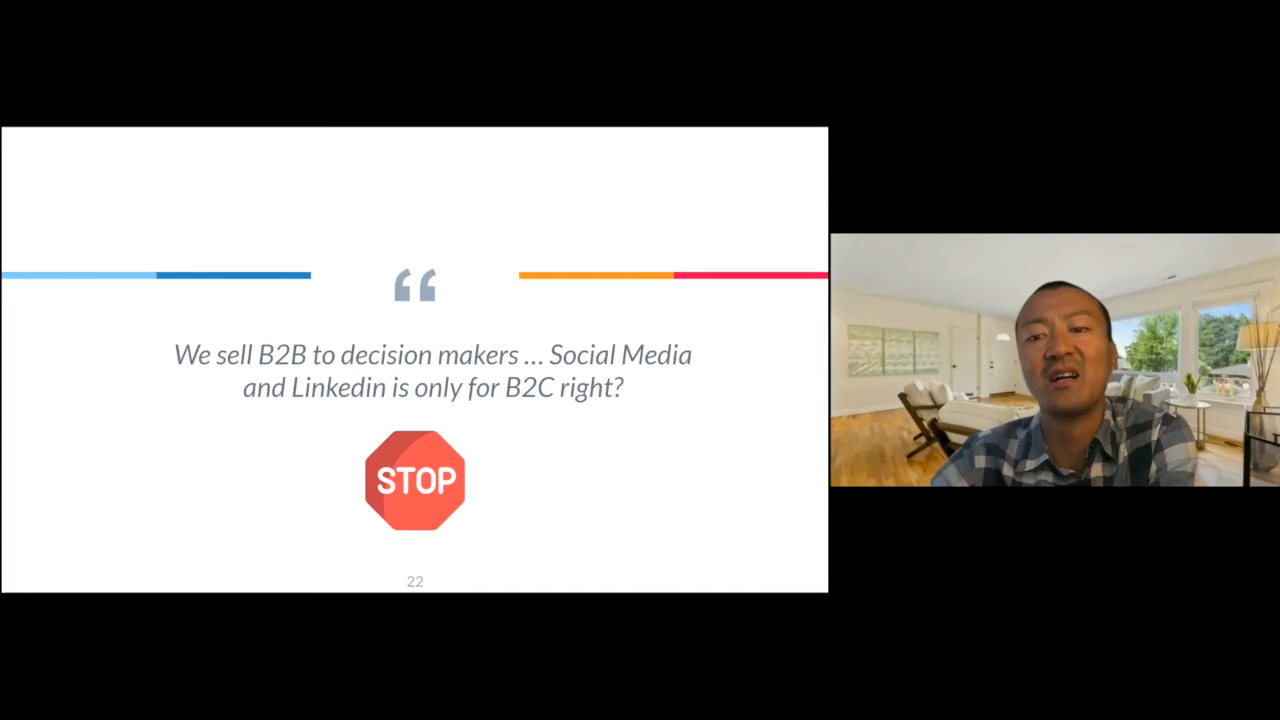 “
We sell B2B to decision makers … Social Media
and Linkedin is only for B2C right?
STOP
22